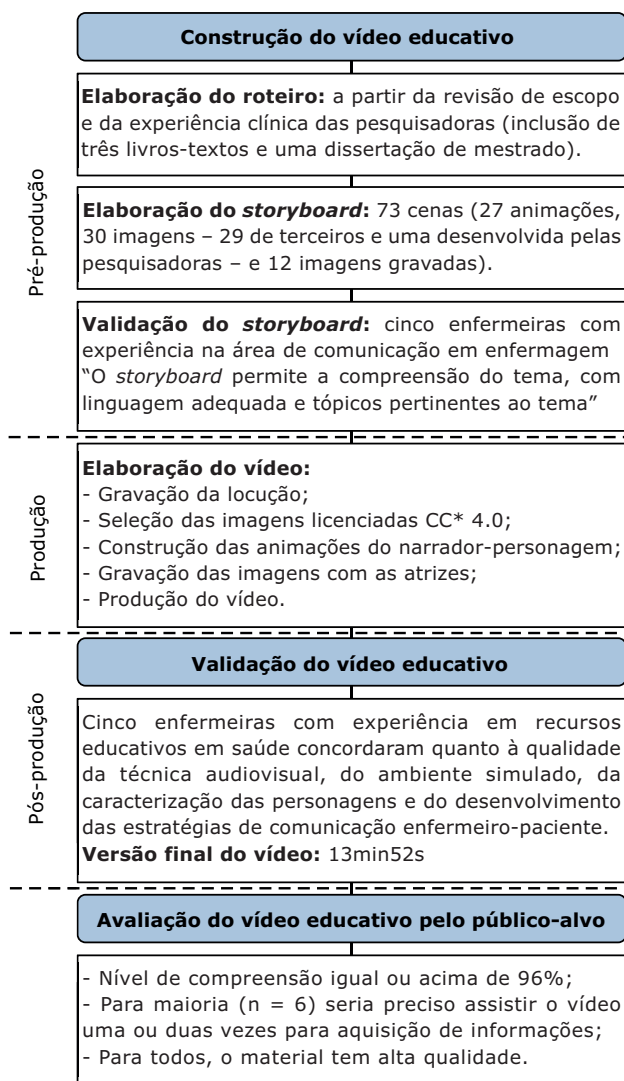 Construção do vídeo educativo
Pré-produção
Elaboração do roteiro: a partir da revisão de escopo
e da experiência clínica das pesquisadoras (inclusão de
três livros-textos e uma dissertação de mestrado).
Elaboração do storyboard: 73 cenas (27 animações,
30 imagens – 29 de terceiros e uma desenvolvida pelas
pesquisadoras – e 12 imagens gravadas).
Validação do storyboard: cinco enfermeiras com
experiência na área de comunicação em enfermagem
“O storyboard permite a compreensão do tema, com
linguagem adequada e tópicos pertinentes ao tema”
Produção
Elaboração do vídeo:
- Gravação da locução;
- Seleção das imagens licenciadas CC* 4.0;
- Construção das animações do narrador-personagem;
- Gravação das imagens com as atrizes;
- Produção do vídeo.
Pós-produção
Validação do vídeo educativo
Cinco enfermeiras com experiência em recursos
educativos em saúde concordaram quanto à qualidade
da técnica audiovisual, do ambiente simulado, da
caracterização das personagens e do desenvolvimento
das estratégias de comunicação enfermeiro-paciente.
Versão final do vídeo: 13min52s
Avaliação do vídeo educativo pelo público-alvo
- Nível de compreensão igual ou acima de 96%;
- Para maioria (n = 6) seria preciso assistir o vídeo
uma ou duas vezes para aquisição de informações;
- Para todos, o material tem alta qualidade.